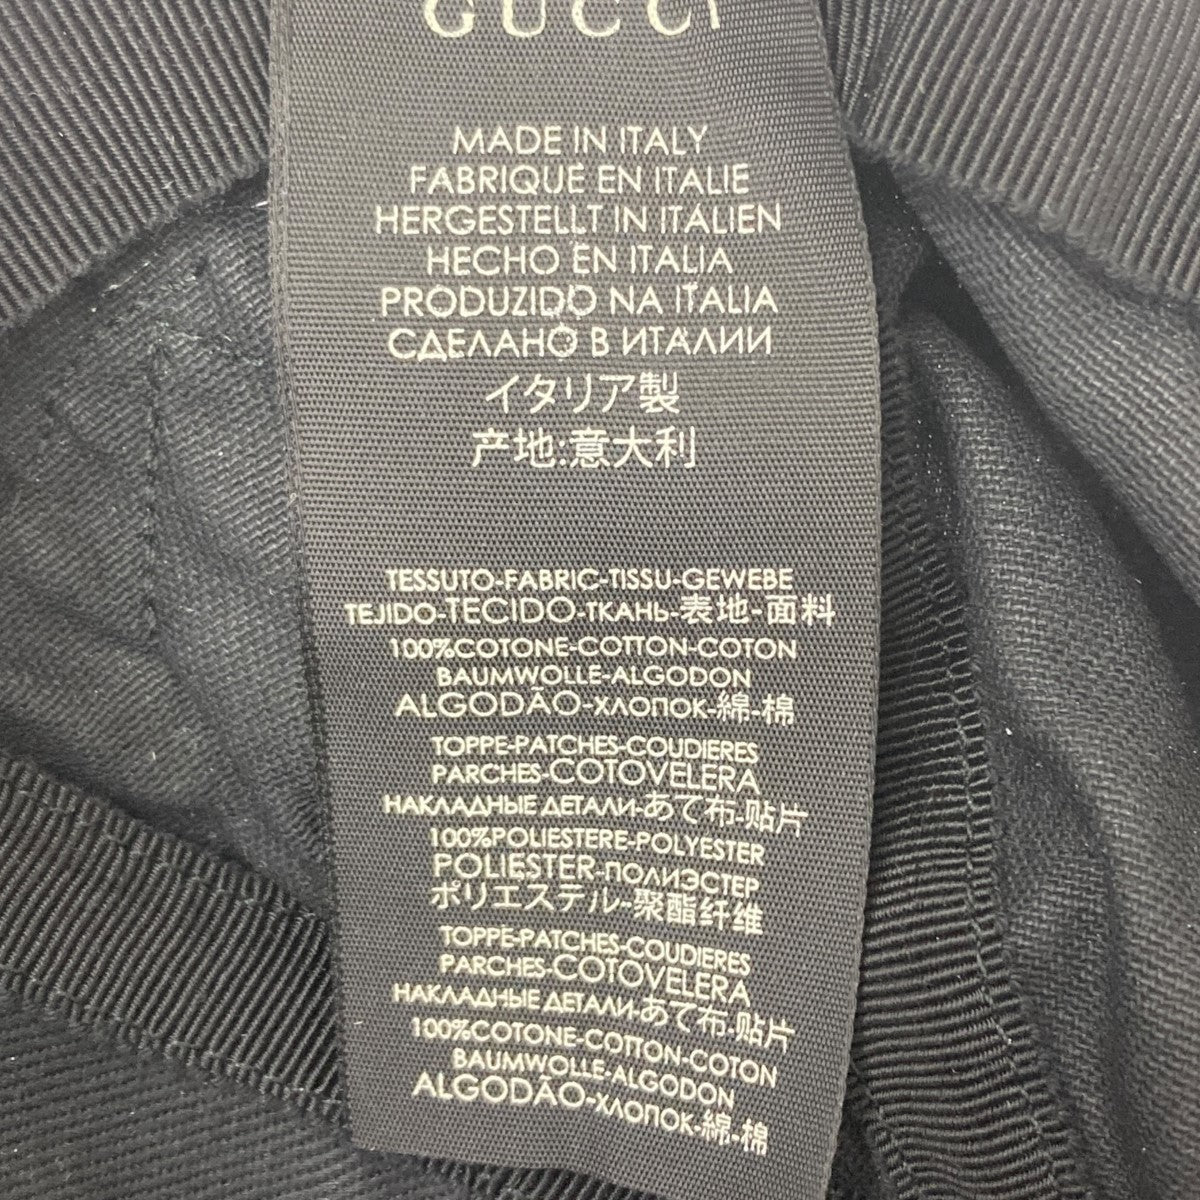 GUCCI
MADE IN ITALY
FABRIQUÉ EN ITALIE
HERGESTELLT IN ITALIEN
HECHO EN ITALIA
PRODUZIDO NA ITALIA
СДЕЛАНО В ИТАЛИИ
イタリア製
产地:意大利
TESSUTO-FABRIC-TISSU-GEWEBE
TEJIDO-TECIDO-ТКАНЬ-表地-面料
100%COTONE-COTTON-COTON
BAUMWOLLE-ALGODON
ALGODÃO-ХЛОПОК-綿-棉
TOPPE-PATCHES-COUDIERES
PARCHES-COTOVELERA
НАКЛАДНЫЕ ДЕТАЛИ-あて布-贴片
100%POLIESTERE-POLYESTER
POLIESTER-ПОЛИЭСТЕР
ポリエステル-聚酯纤维
TOPPE-PATCHES-COUDIERES
PARCHES-COTOVELERA
НАКЛАДНЫЕ ДЕТАЛИ-あて布-贴片
100%COTONE-COTTON-COTON
BAUMWOLLE-ALGODON
ALGODÃO-ХЛОПОК-綿-棉